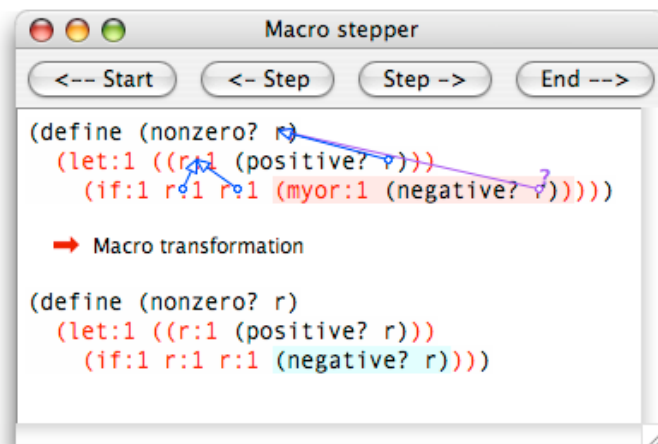 Macro stepper
<-- Start <- Step Step -> End -->
(define (nonzero? r)
(let:1 ((r:1 (positive? r)))
(if:1 r:1 r:1 (myor:1 (negative? r)))))
?
Macro transformation
(define (nonzero? r)
(let:1 ((r:1 (positive? r)))
(if:1 r:1 r:1 (negative? r))))